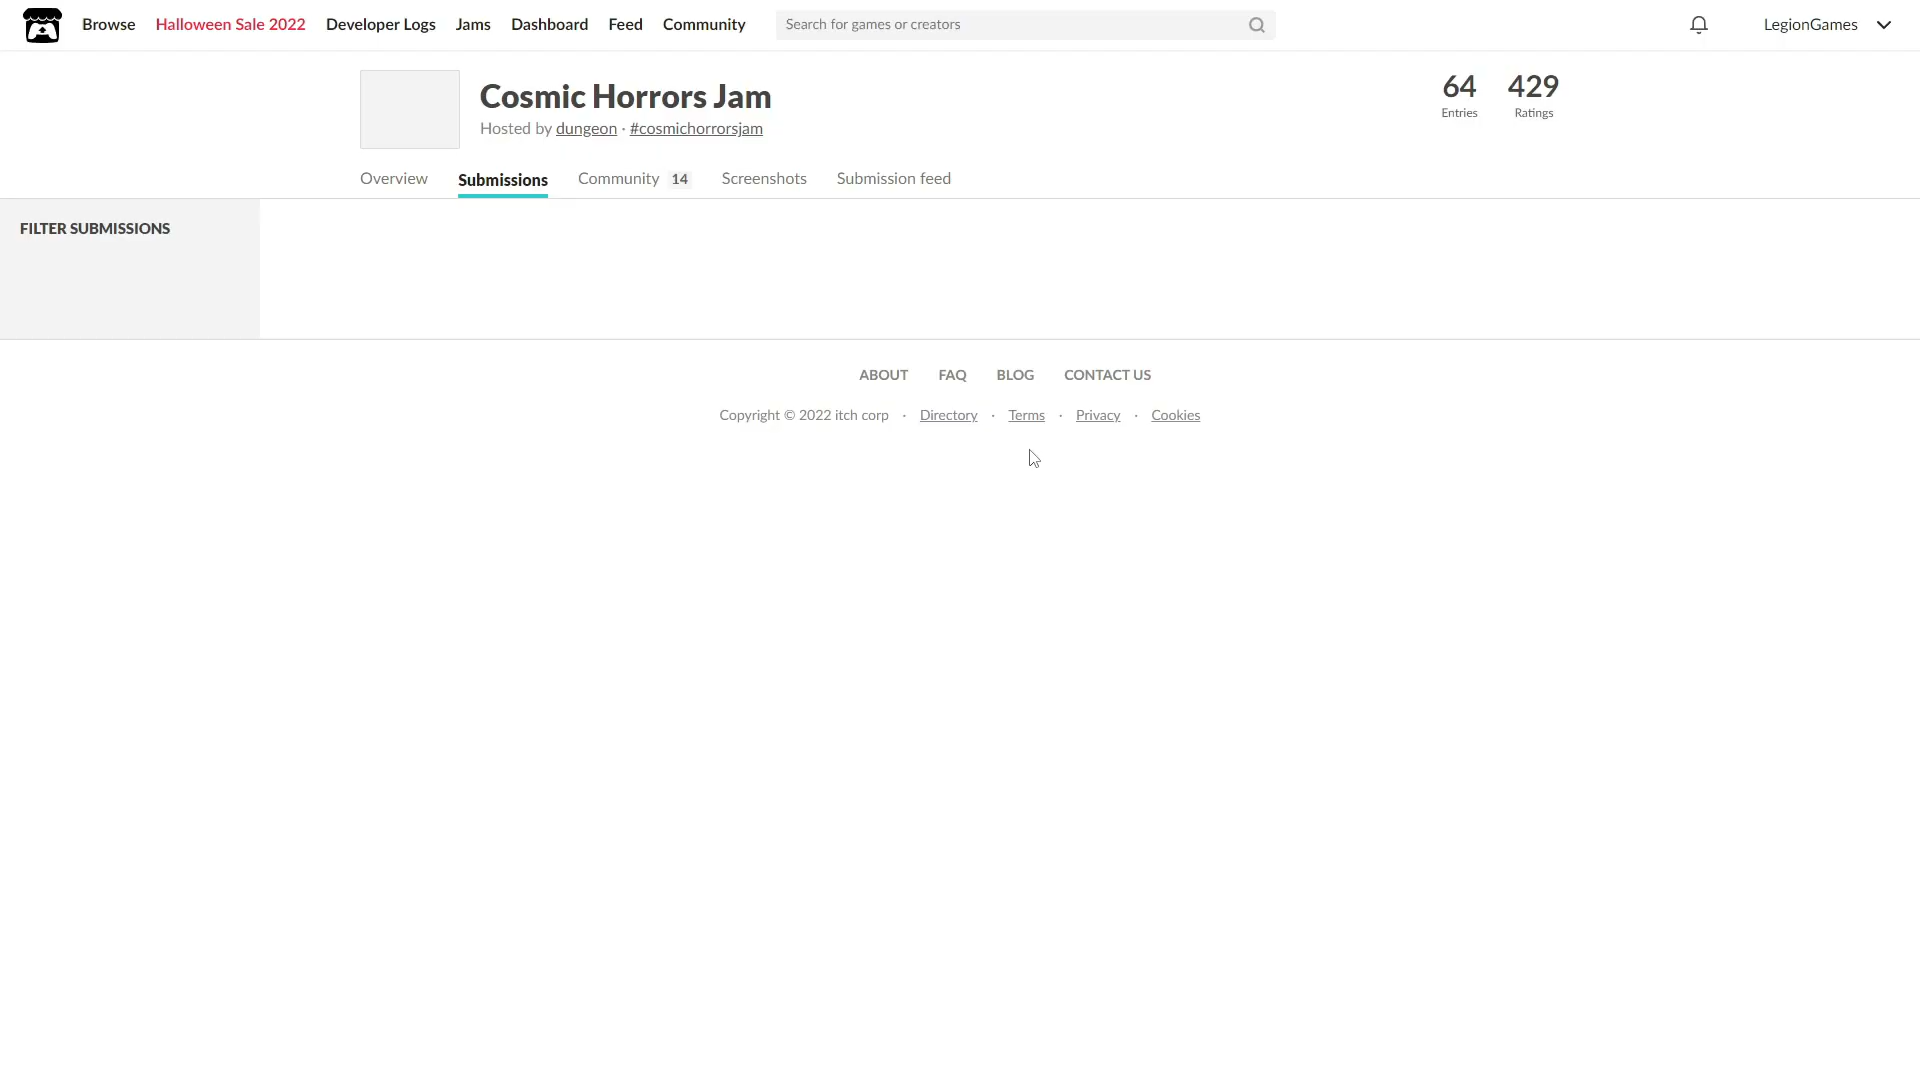 Browse Halloween Sale 2022 Developer Logs Jams Dashboard Feed Community Search for games or creators LegionGames
Cosmic Horrors Jam
Hosted by dungeon · #cosmichorrorsjam
64 429
Entries Ratings
Overview Submissions Community 14 Screenshots Submission feed
FILTER SUBMISSIONS
ABOUT FAQ BLOG CONTACT US
Copyright © 2022 itch corp · Directory · Terms · Privacy · Cookies